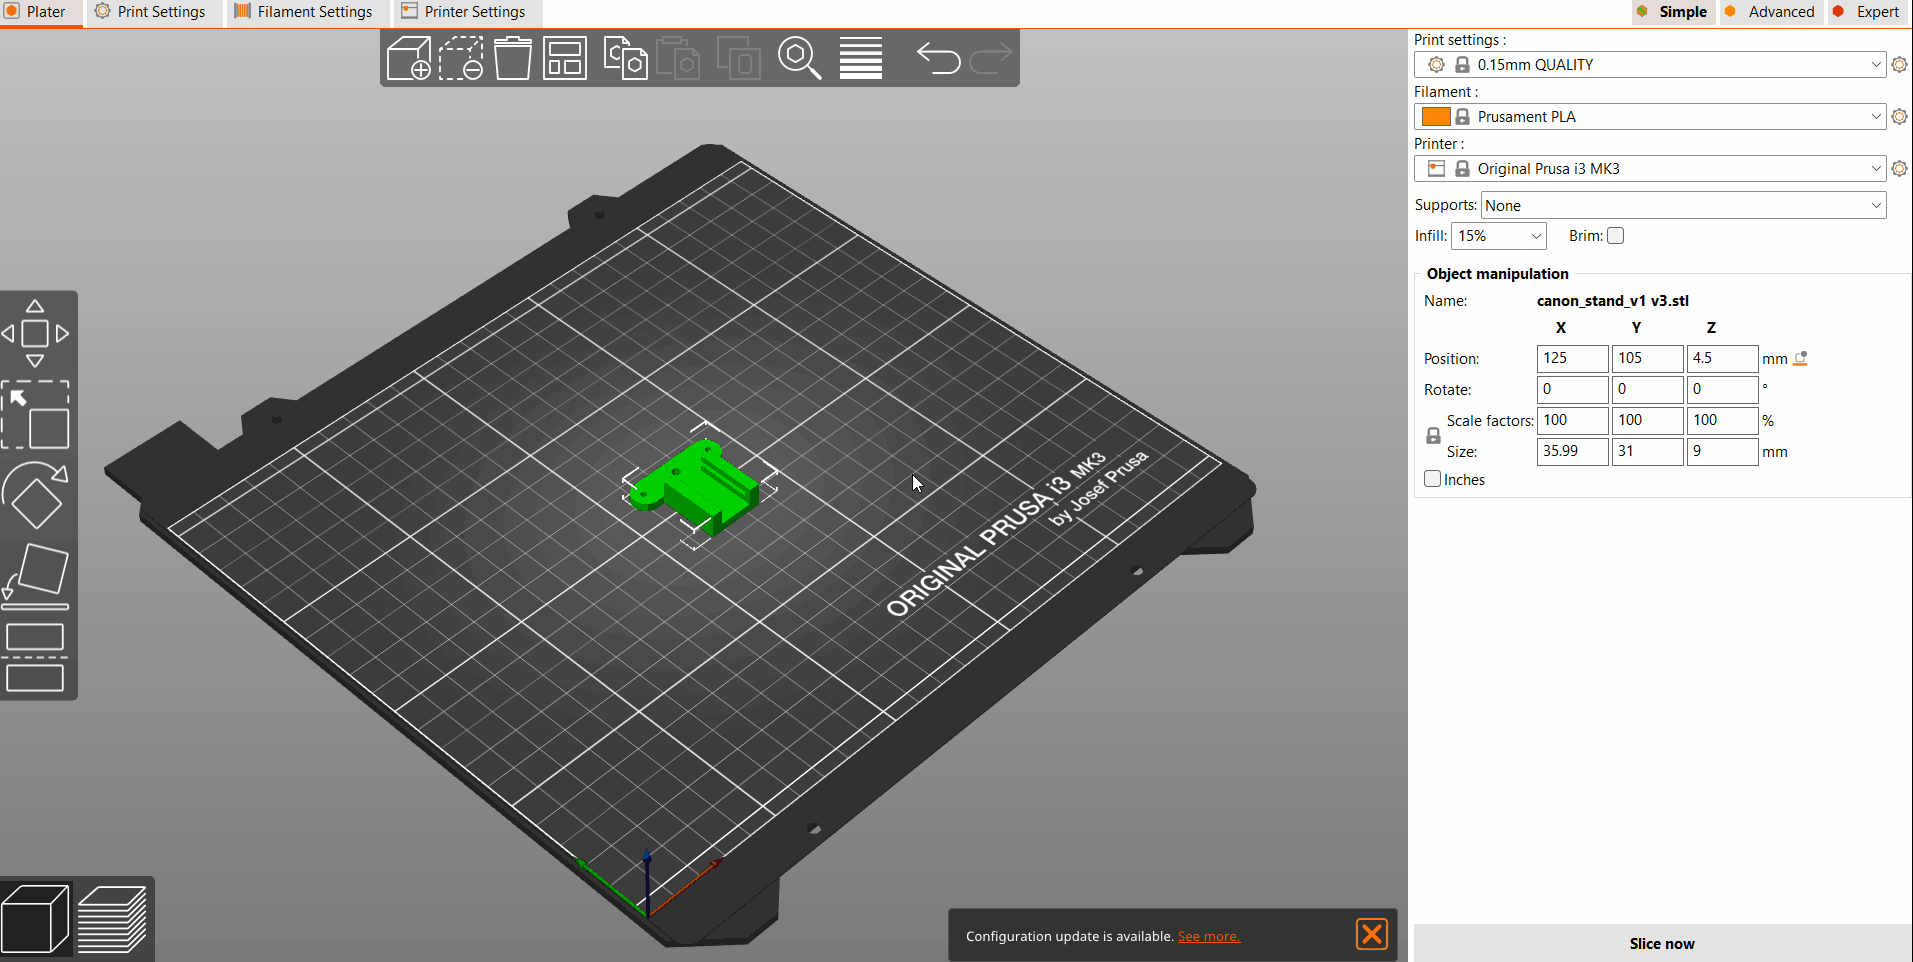 Plater
Print Settings
Filament Settings
Printer Settings
Simple
Advanced
Expert
Print settings :
0.15mm QUALITY
Filament :
Prusament PLA
Printer :
Original Prusa i3 MK3
Supports: None
Infill: 15% Brim:
Object manipulation
Name: canon_stand_v1 v3.stl
X Y Z
Position: 125 105 4.5 mm
Rotate: 0 0 0 °
Scale factors: 100 100 100 %
Size: 35.99 31 9 mm
Inches
ORIGINAL PRUSA i3 MK3
by Josef Prusa
Configuration update is available. See more.
Slice now